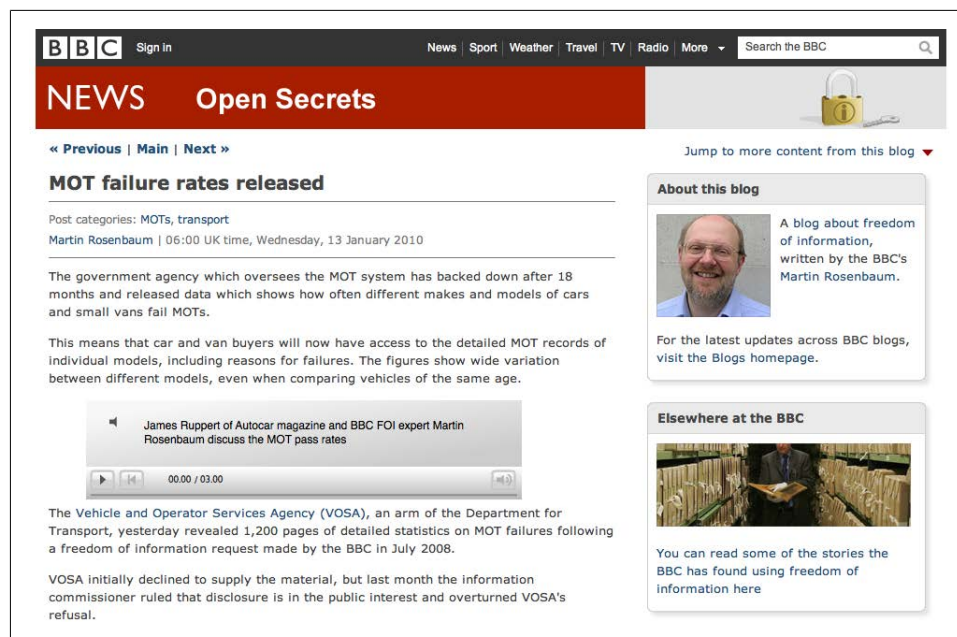 BBC Sign in News Sport Weather Travel TV Radio More Search the BBC
NEWS Open Secrets
« Previous | Main | Next »
Jump to more content from this blog
MOT failure rates released
Post categories: MOTs, transport
Martin Rosenbaum | 06:00 UK time, Wednesday, 13 January 2010
The government agency which oversees the MOT system has backed down after 18
months and released data which shows how often different makes and models of cars
and small vans fail MOTs.
This means that car and van buyers will now have access to the detailed MOT records of
individual models, including reasons for failures. The figures show wide variation
between different models, even when comparing vehicles of the same age.
James Ruppert of Autocar magazine and BBC FOI expert Martin
Rosenbaum discuss the MOT pass rates
00.00 / 03.00
The Vehicle and Operator Services Agency (VOSA), an arm of the Department for
Transport, yesterday revealed 1,200 pages of detailed statistics on MOT failures following
a freedom of information request made by the BBC in July 2008.
VOSA initially declined to supply the material, but last month the information
commissioner ruled that disclosure is in the public interest and overturned VOSA's
refusal.
About this blog
A blog about freedom
of information,
written by the BBC's
Martin Rosenbaum.
For the latest updates across BBC blogs,
visit the Blogs homepage.
Elsewhere at the BBC
You can read some of the stories the
BBC has found using freedom of
information here